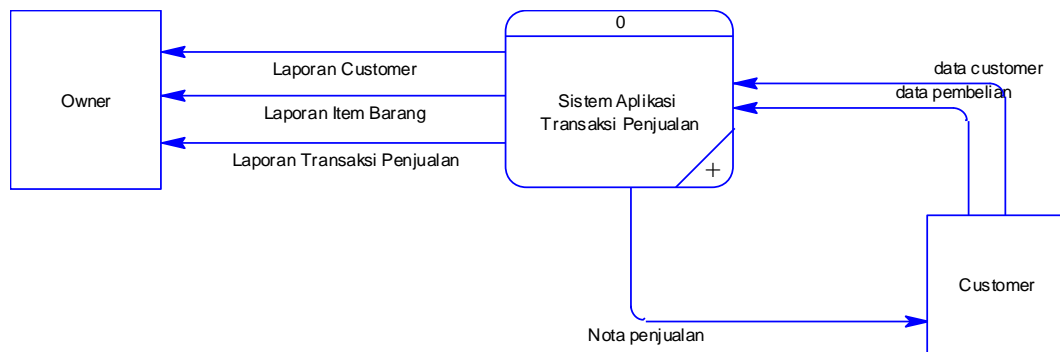 0
Laporan Customer
Owner
Laporan Item Barang
Laporan Transaksi Penjualan
Sistem Aplikasi
Transaksi Penjualan
+
data customer
data pembelian
Customer
Nota penjualan